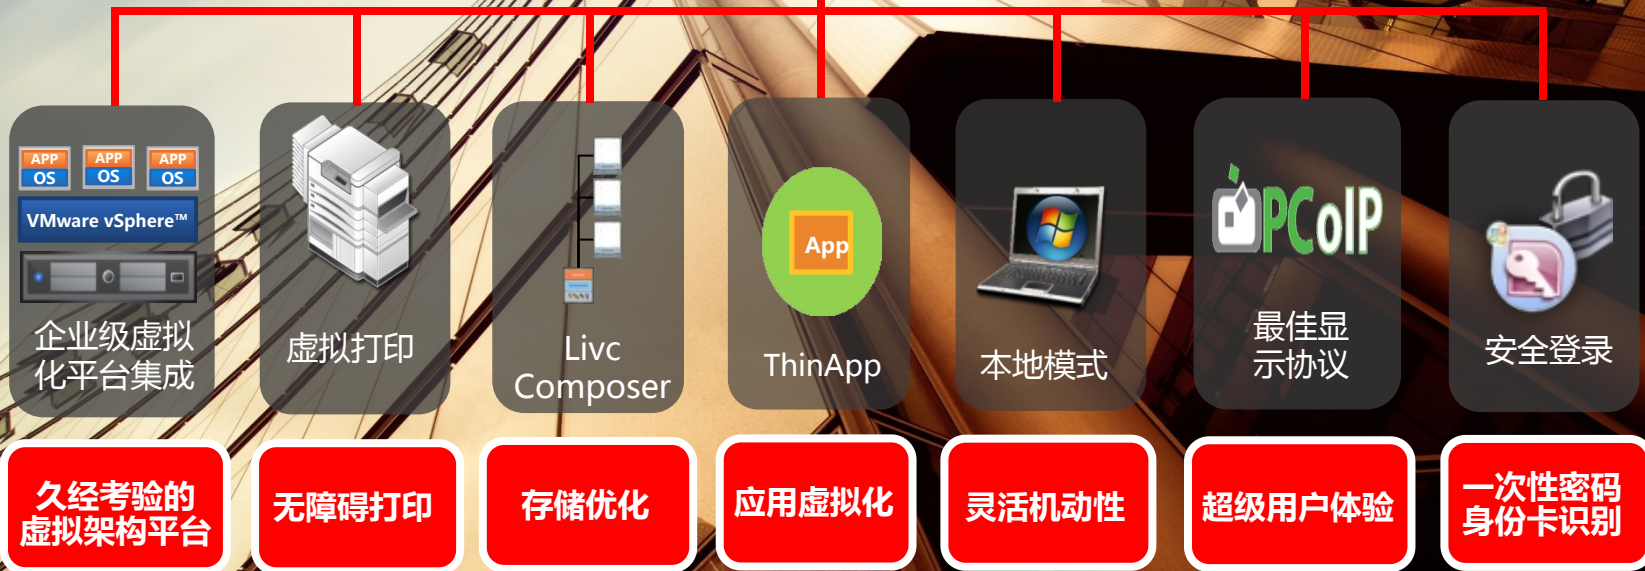 APP
OS
APP
OS
APP
OS
VMware vSphere™
企业级虚拟
化平台集成
虚拟打印
Livc
Composer
App
ThinApp
本地模式
PCoIP
最佳显
示协议
安全登录
久经考验的
虚拟架构平台
无障碍打印
存储优化
应用虚拟化
灵活机动性
超级用户体验
一次性密码
身份卡识别